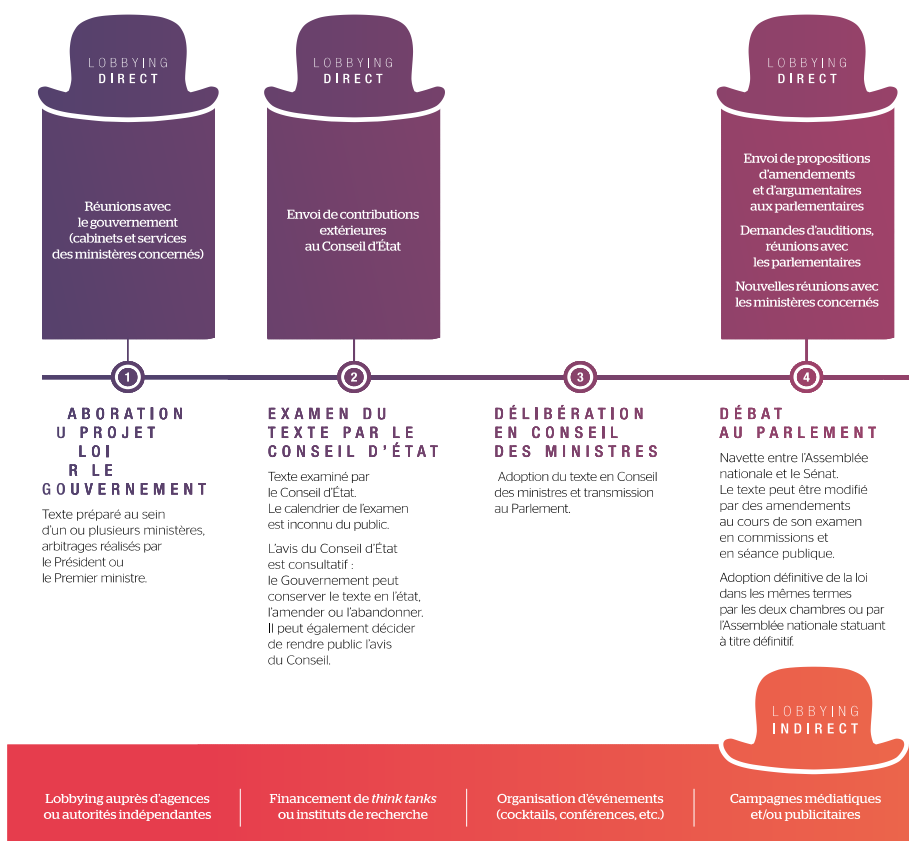 LOBBYING
DIRECT
Réunions avec
le gouvernement
(cabinets et services
des ministères concernés)
LOBBYING
DIRECT
Envoi de contributions
extérieures
au Conseil d'État
LOBBYING
DIRECT
Envoi de propositions
d'amendements
et d'argumentaires
aux parlementaires
Demandes d'auditions,
réunions avec
les parlementaires
Nouvelles réunions avec
les ministères concernés
1
ABORATION
U PROJET
LOI
R LE
GOUVERNEMENT
Texte préparé au sein
d'un ou plusieurs ministères,
arbitrages réalisés par
le Président ou
le Premier ministre.
2
EXAMEN DU
TEXTE PAR LE
CONSEIL D'ÉTAT
Texte examiné par
le Conseil d'État.
Le calendrier de l'examen
est inconnu du public.
L'avis du Conseil d'État
est consultatif :
le Gouvernement peut
conserver le texte en l'état,
l'amender ou l'abandonner.
Il peut également décider
de rendre public l'avis
du Conseil.
3
DÉLIBÉRATION
EN CONSEIL
DES MINISTRES
Adoption du texte en Conseil
des ministres et transmission
au Parlement.
4
DÉBAT
AU PARLEMENT
Navette entre l'Assemblée
nationale et le Sénat.
Le texte peut être modifié
par des amendements
au cours de son examen
en commissions et
en séance publique.
Adoption définitive de la loi
dans les mêmes termes
par les deux chambres ou par
l'Assemblée nationale statuant
à titre définitif.
LOBBYING
INDIRECT
Lobbying auprès d'agences
ou autorités indépendantes
Financement de think tanks
ou instituts de recherche
Organisation d'événements
(cocktails, conférences, etc.)
Campagnes médiatiques
et/ou publicitaires